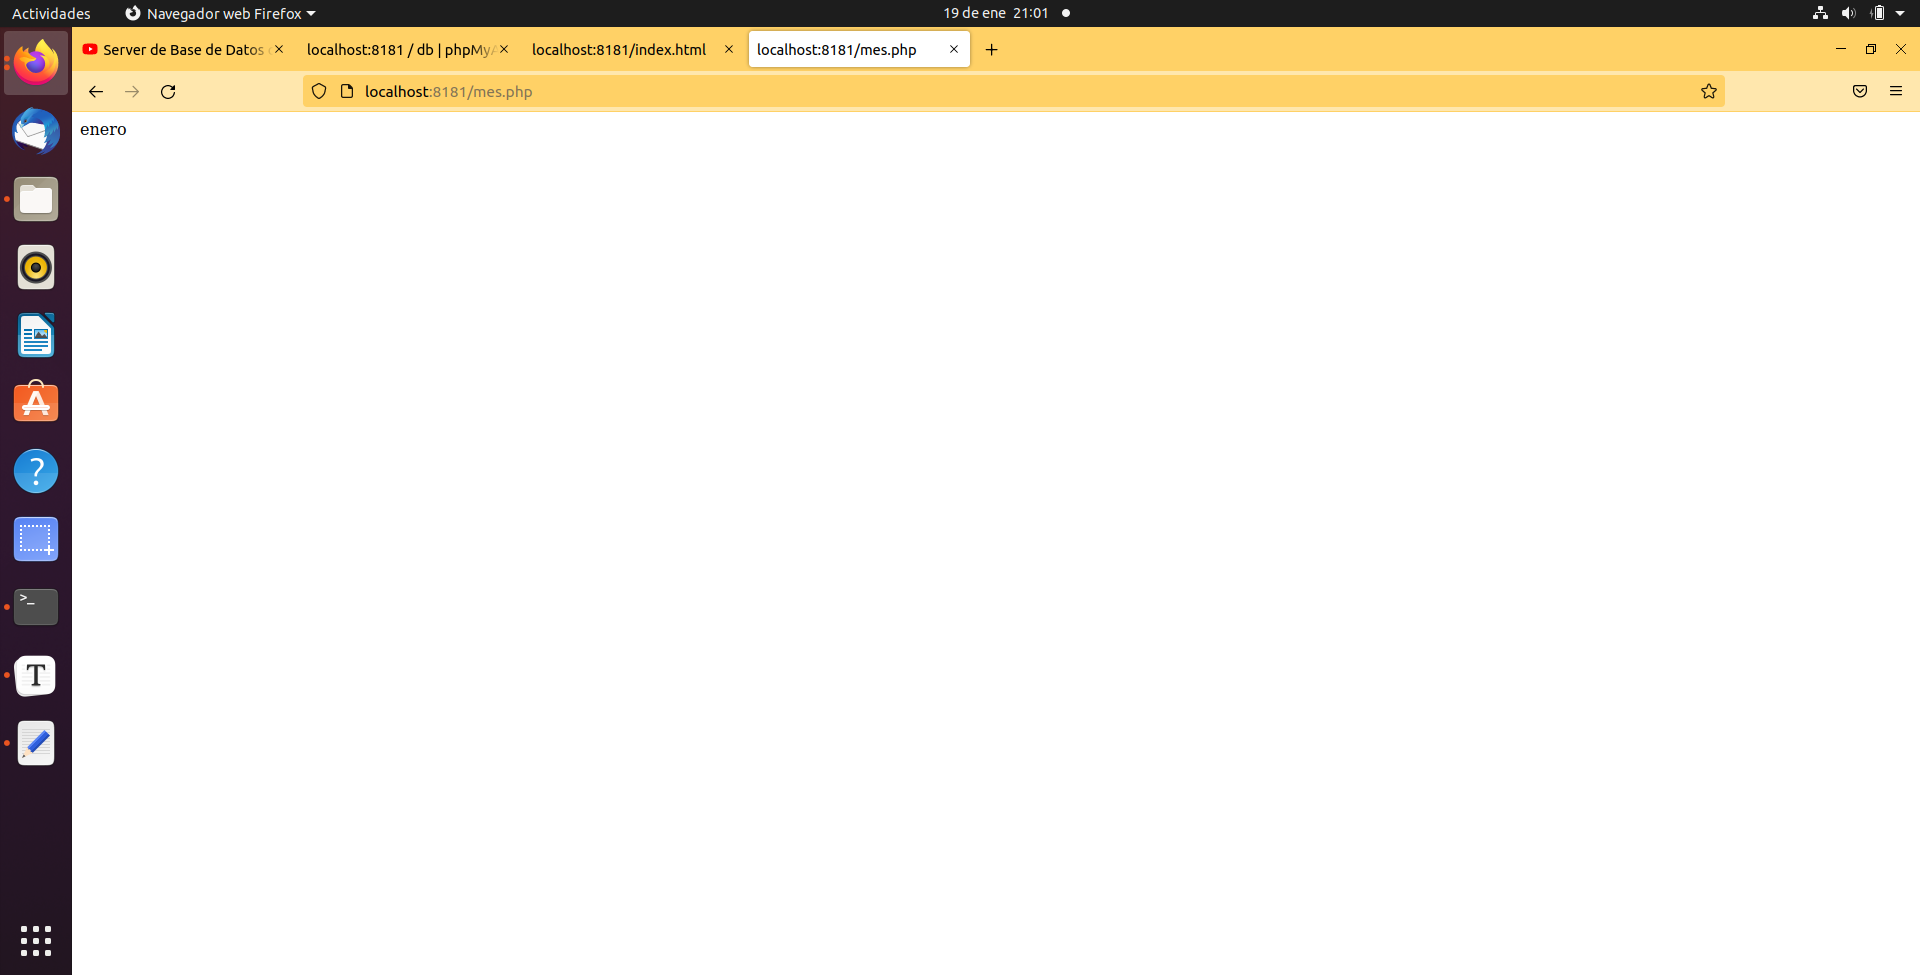 Actividades
Navegador web Firefox
19 de ene 21:01
Server de Base de Datos
localhost:8181 / db | phpMyA
localhost:8181/index.html
localhost:8181/mes.php
localhost:8181/mes.php
enero
?
>_
T